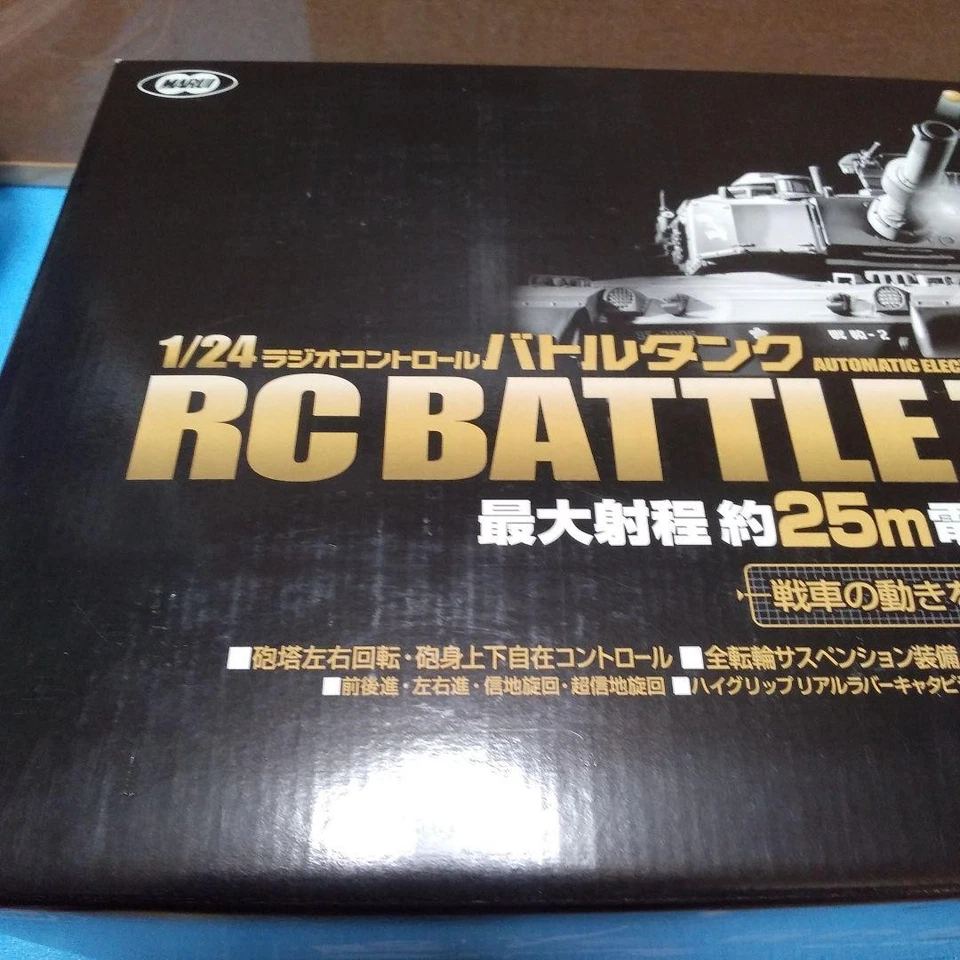 MARUI
1/24 ラジオコントロール バトルタンク AUTOMATIC ELEC
RC BATTLE
最大射程 約25m電
戦車の動きを
■砲塔左右回転・砲身上下自在コントロール ■全転輪サスペンション装備
■前後進・左右進・信地旋回・超信地旋回 ■ハイグリップリアルラバーキャタピラ